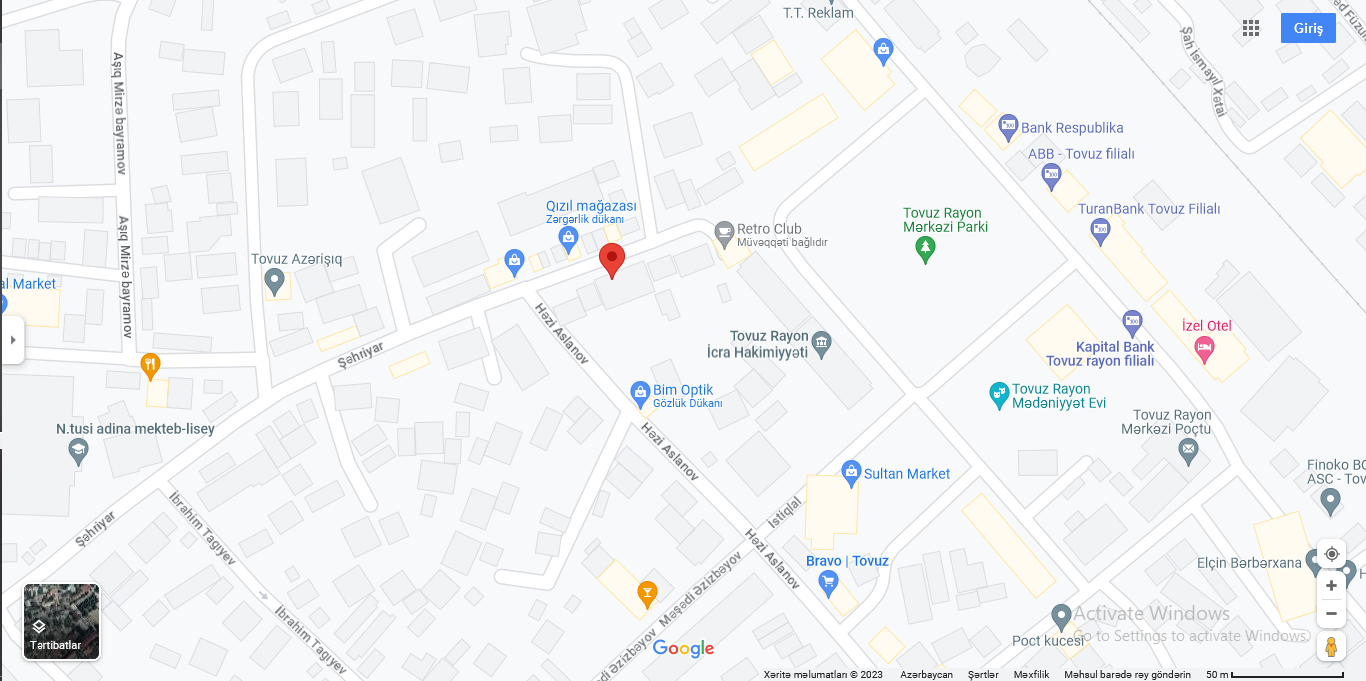 T.T. Reklam
əd Füzuli
Giriş
Şah İsmayıl Xətai
Aşıq Mirzə bayramov
Bank Respublika
ABB - Tovuz filialı
Qızıl mağazası
Zərgərlik dükanı
TuranBank Tovuz Filialı
Tovuz Rayon
Mərkəzi Parki
Aşıq Mirzə bayramov
Retro Club
Müvəqqəti bağlıdır
Tovuz Azərişıq
al Market
Həzi Aslanov
İzel Otel
Tovuz Rayon
İcra Hakimiyyəti
Kapital Bank
Tovuz rayon filialı
Şəhriyar
Bim Optik
Gözlük Dükanı
Tovuz Rayon
Mədəniyyət Evi
Tovuz Rayon
Mərkəzi Poçtu
N.tusi adina mekteb-lisey
Həzi Aslanov
Sultan Market
Finoko BO
ASC - Tov
İstiqlal
Şəhriyar
İbrahim Tagıyev
Həzi Aslanov
Bravo | Tovuz
Elçin Bərbərxana
H
Məşədi Əzizbəyov
İbrahim Tagıyev
Məşədi Əzizbəyov
Activate Windows
Go to Settings to activate Windows.
Poct kucesi
Tərtibatlar
Google
Xəritə məlumatları © 2023 Azərbaycan Şərtlər Məxfilik Məhsul barədə rəy göndərin 50 m